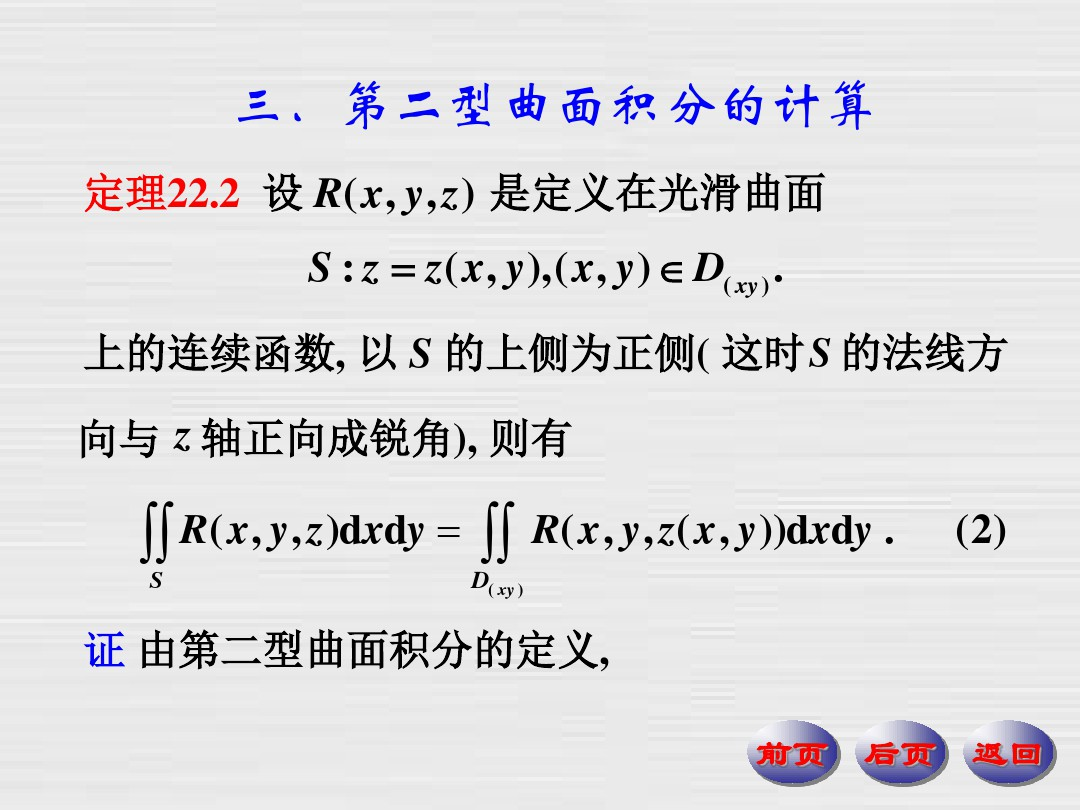 三、第二型曲面积分的计算
定理22.2 设 R(x, y, z) 是定义在光滑曲面
S : z = z(x, y),(x, y) ∈ D₍xy₎.
上的连续函数, 以 S 的上侧为正侧( 这时S 的法线方
向与 z 轴正向成锐角), 则有
∬_S R(x, y, z)dxdy = ∬_{D_{(xy)}} R(x, y, z(x, y))dxdy . (2)
证 由第二型曲面积分的定义,
前页 后页 返回